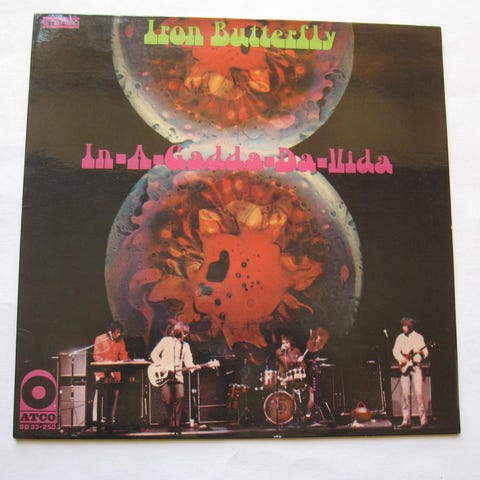 Iron Butterfly
In-A-Gadda-Da-Vida
ATCO
SD 33-250